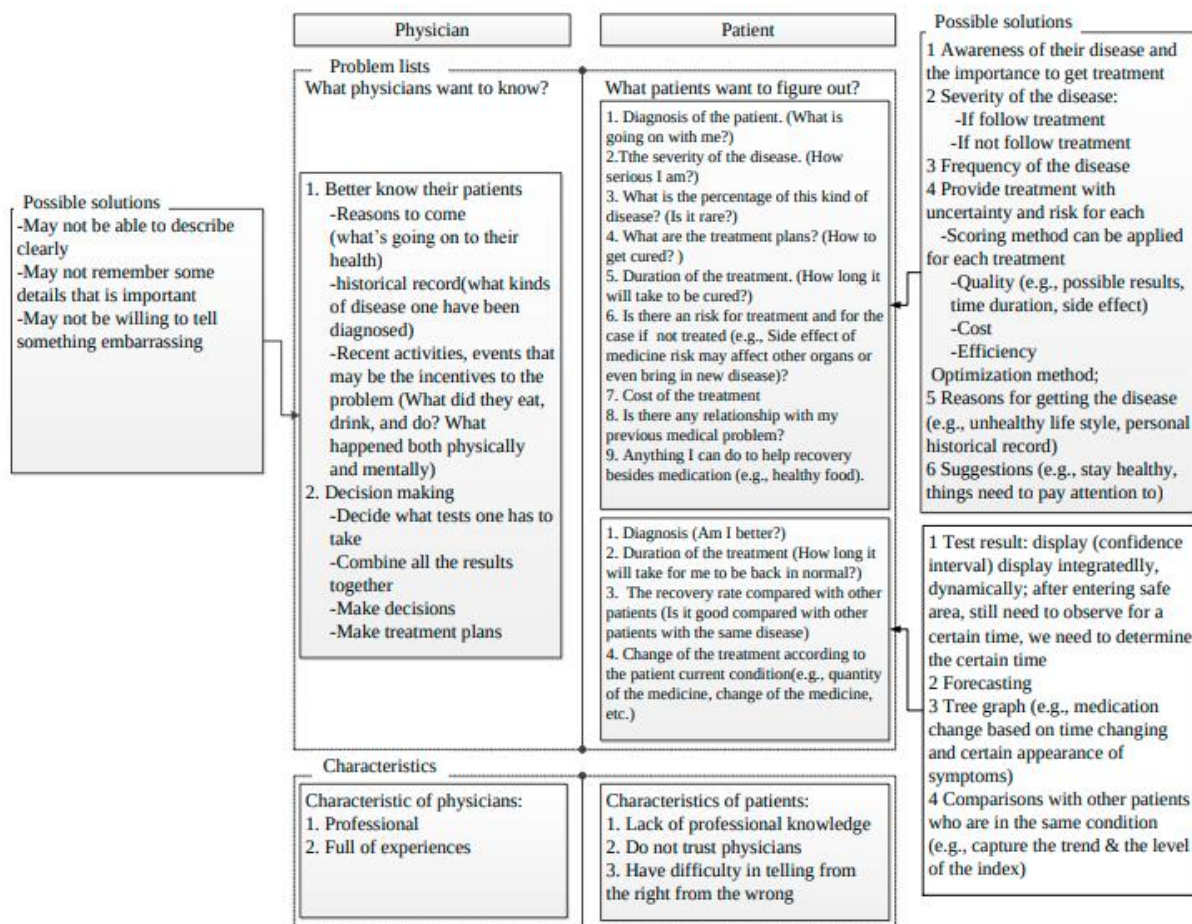 Physician
Patient
Possible solutions
-May not be able to describe
clearly
-May not remember some
details that is important
-May not be willing to tell
something embarrassing
Problem lists
What physicians want to know?
1. Better know their patients
-Reasons to come
(what's going on to their
health)
-historical record(what kinds
of disease one have been
diagnosed)
-Recent activities, events that
may be the incentives to the
problem (What did they eat,
drink, and do? What
happened both physically
and mentally)
2. Decision making
-Decide what tests one has to
take
-Combine all the results
together
-Make decisions
-Make treatment plans
What patients want to figure out?
1. Diagnosis of the patient. (What is
going on with me?)
2.Tthe severity of the disease. (How
serious I am?)
3. What is the percentage of this kind of
disease? (Is it rare?)
4. What are the treatment plans? (How to
get cured? )
5. Duration of the treatment. (How long it
will take to be cured?)
6. Is there an risk for treatment and for the
case if not treated (e.g., Side effect of
medicine risk may affect other organs or
even bring in new disease)?
7. Cost of the treatment
8. Is there any relationship with my
previous medical problem?
9. Anything I can do to help recovery
besides medication (e.g., healthy food).
1. Diagnosis (Am I better?)
2. Duration of the treatment (How long it
will take for me to be back in normal?)
3. The recovery rate compared with other
patients (Is it good compared with other
patients with the same disease)
4. Change of the treatment according to
the patient current condition(e.g., quantity
of the medicine, change of the medicine,
etc.)
Possible solutions
1 Awareness of their disease and
the importance to get treatment
2 Severity of the disease:
-If follow treatment
-If not follow treatment
3 Frequency of the disease
4 Provide treatment with
uncertainty and risk for each
-Scoring method can be applied
for each treatment
-Quality (e.g., possible results,
time duration, side effect)
-Cost
-Efficiency
Optimization method;
5 Reasons for getting the disease
(e.g., unhealthy life style, personal
historical record)
6 Suggestions (e.g., stay healthy,
things need to pay attention to)
1 Test result: display (confidence
interval) display integratedlly,
dynamically; after entering safe
area, still need to observe for a
certain time, we need to determine
the certain time
2 Forecasting
3 Tree graph (e.g., medication
change based on time changing
and certain appearance of
symptoms)
4 Comparisons with other patients
who are in the same condition
(e.g., capture the trend & the level
of the index)
Characteristics
Characteristic of physicians:
1. Professional
2. Full of experiences
Characteristics of patients:
1. Lack of professional knowledge
2. Do not trust physicians
3. Have difficulty in telling from
the right from the wrong